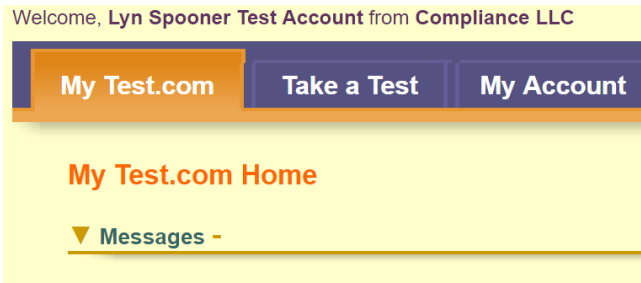 Welcome, Lyn Spooner Test Account from Compliance LLC
My Test.com Take a Test My Account
My Test.com Home
▼ Messages -